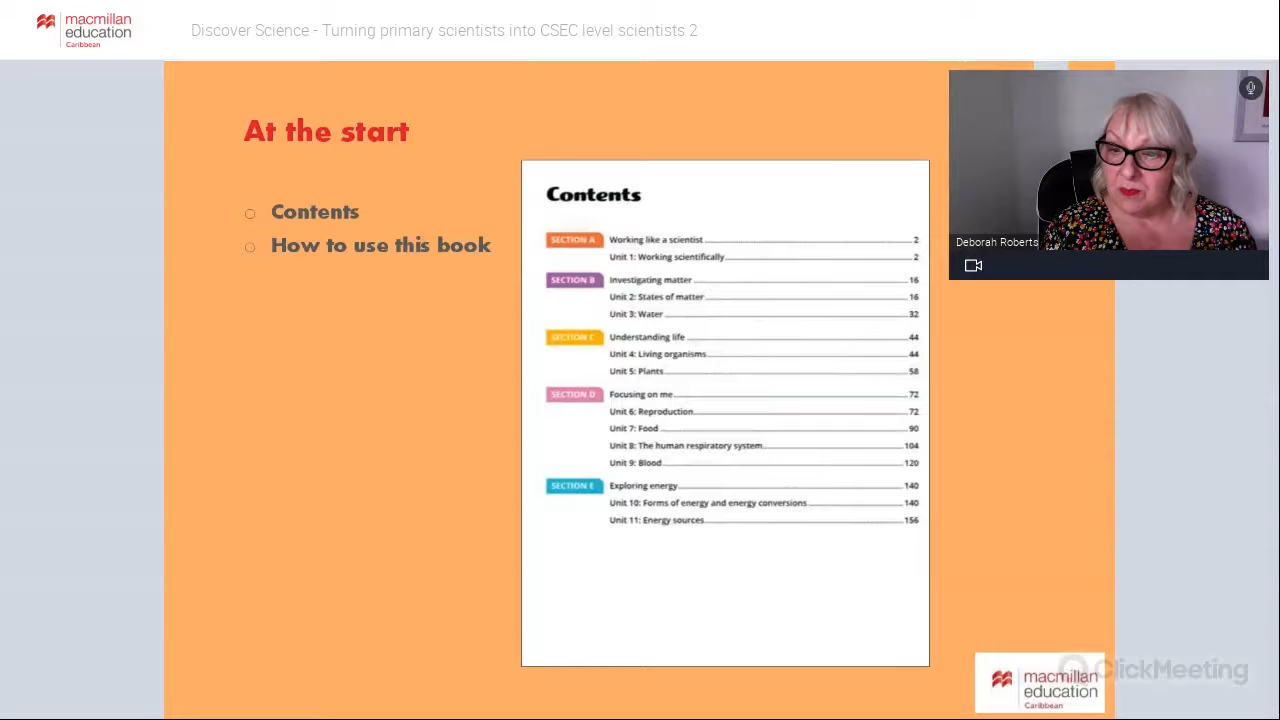 macmillan
education
Caribbean
Discover Science - Turning primary scientists into CSEC level scientists 2
At the start
Contents
How to use this book
Contents
SECTION A Working like a scientist 2
Unit 1: Working scientifically 2
SECTION B Investigating matter 16
Unit 2: States of matter 16
Unit 3: Water 32
SECTION C Understanding life 44
Unit 4: Living organisms 44
Unit 5: Plants 58
SECTION D Focusing on me 72
Unit 6: Reproduction 72
Unit 7: Food 90
Unit 8: The human respiratory system 104
Unit 9: Blood 120
SECTION E Exploring energy 140
Unit 10: Forms of energy and energy conversions 140
Unit 11: Energy sources 156
Deborah Roberts
ClickMeeting
macmillan
education
Caribbean